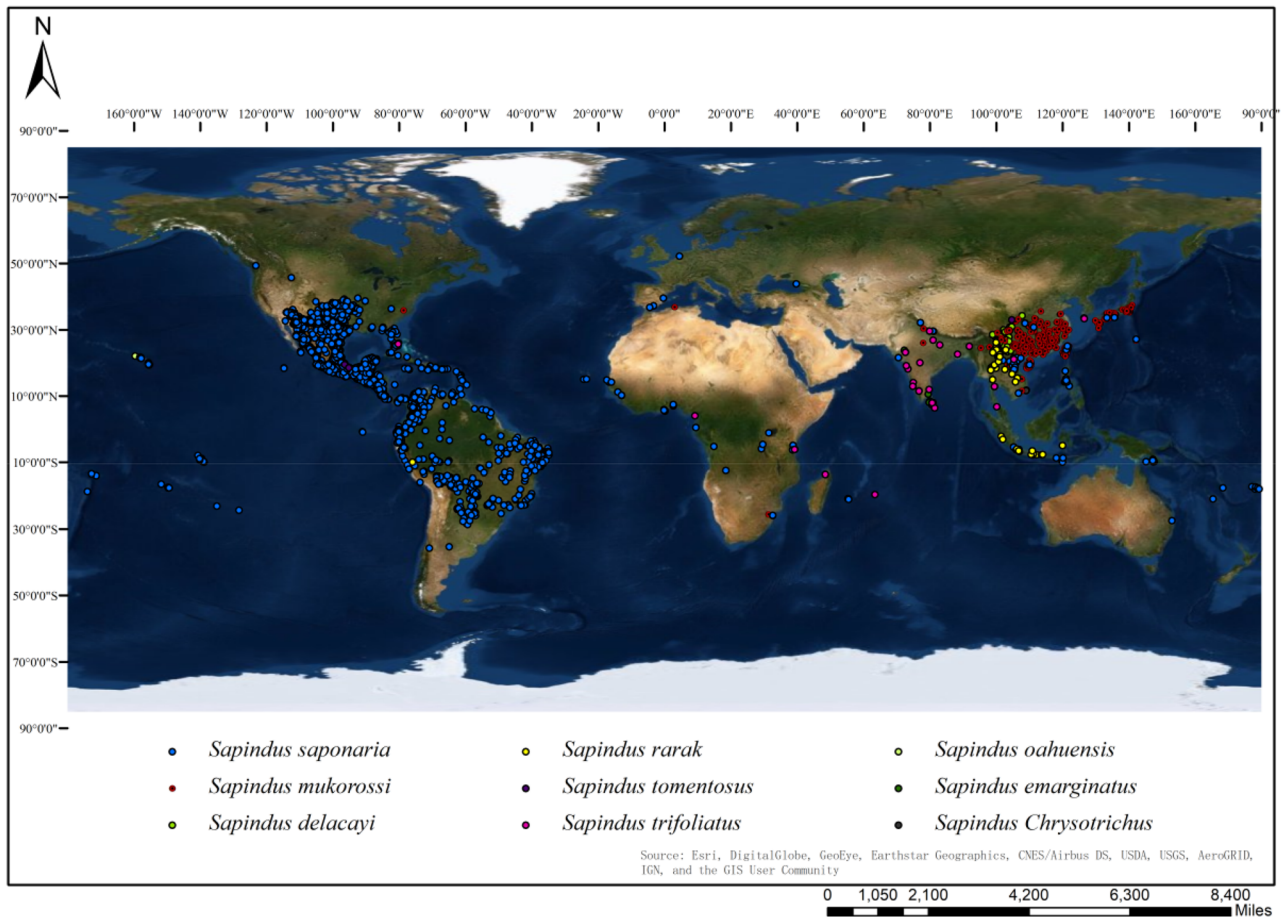 N
160°0'0"W 140°0'0"W 120°0'0"W 100°0'0"W 80°0'0"W 60°0'0"W 40°0'0"W 20°0'0"W 0°0'0" 20°0'0"E 40°0'0"E 60°0'0"E 80°0'0"E 100°0'0"E 120°0'0"E 140°0'0"E 160°0'0"E 90°0'0"
90°0'0"
70°0'0"N
50°0'0"N
30°0'0"N
10°0'0"N
10°0'0"S
30°0'0"S
50°0'0"S
70°0'0"S
90°0'0"
Sapindus saponaria Sapindus rarak Sapindus oahuensis
Sapindus mukorossi Sapindus tomentosus Sapindus emarginatus
Sapindus delacayi Sapindus trifoliatus Sapindus Chrysotrichus
Source: Esri, DigitalGlobe, GeoEye, Earthstar Geographics, CNES/Airbus DS, USDA, USGS, AeroGRID,
IGN, and the GIS User Community
0 1,050 2,100 4,200 6,300 8,400
Miles